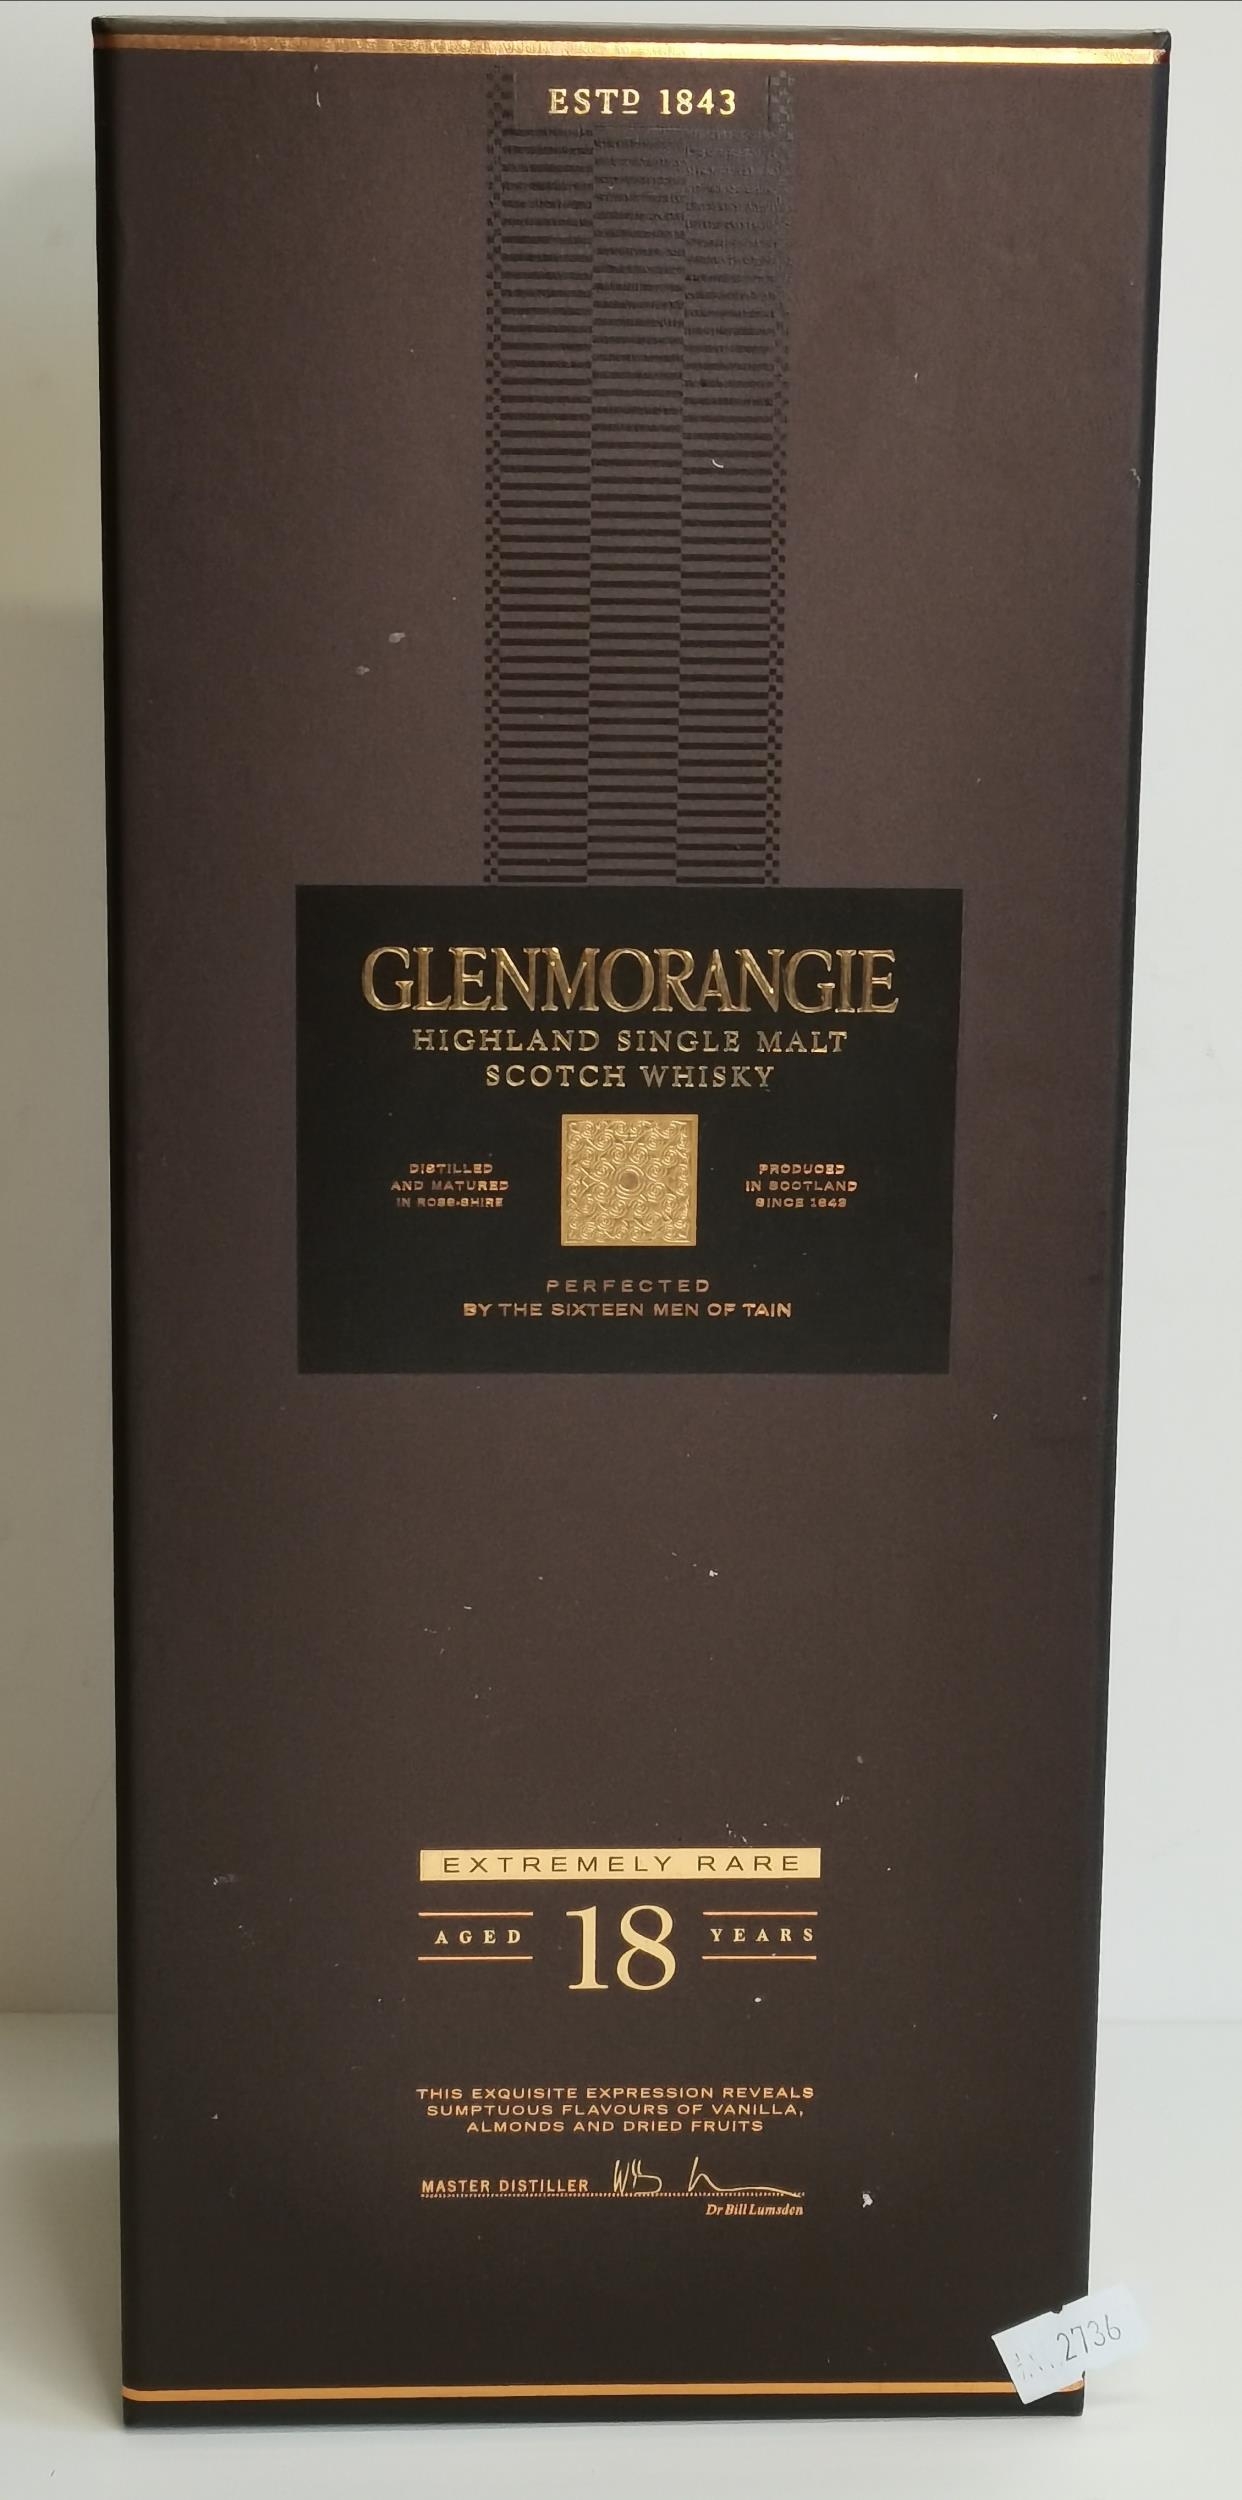 ESTD 1843
GLENMORANGIE
HIGHLAND SINGLE MALT
SCOTCH WHISKY
DISTILLED
AND MATURED
IN ROSS-SHIRE
PRODUCED
IN SCOTLAND
SINCE 1843
PERFECTED
BY THE SIXTEEN MEN OF TAIN
EXTREMELY RARE
AGED 18 YEARS
THIS EXQUISITE EXPRESSION REVEALS
SUMPTUOUS FLAVOURS OF VANILLA,
ALMONDS AND DRIED FRUITS
MASTER DISTILLER
Dr Bill Lumsden
2736